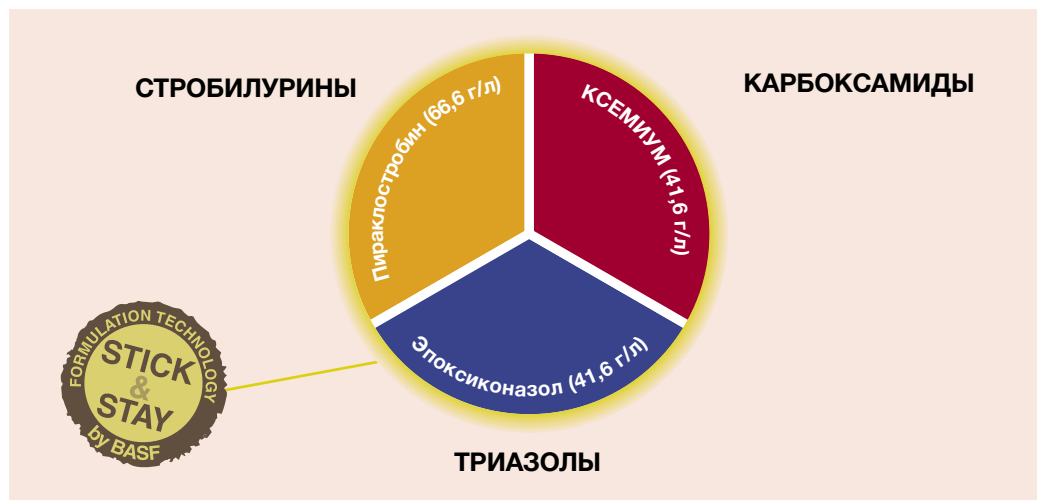 СТРОБИЛУРИНЫ
КАРБОКСАМИДЫ
Пираклостробин (66,6 г/л)
КСЕМИУМ (41,6 г/л)
Эпоксиконазол (41,6 г/л)
FORMULATION TECHNOLOGY
STICK
&
STAY
by BASF
ТРИАЗОЛЫ